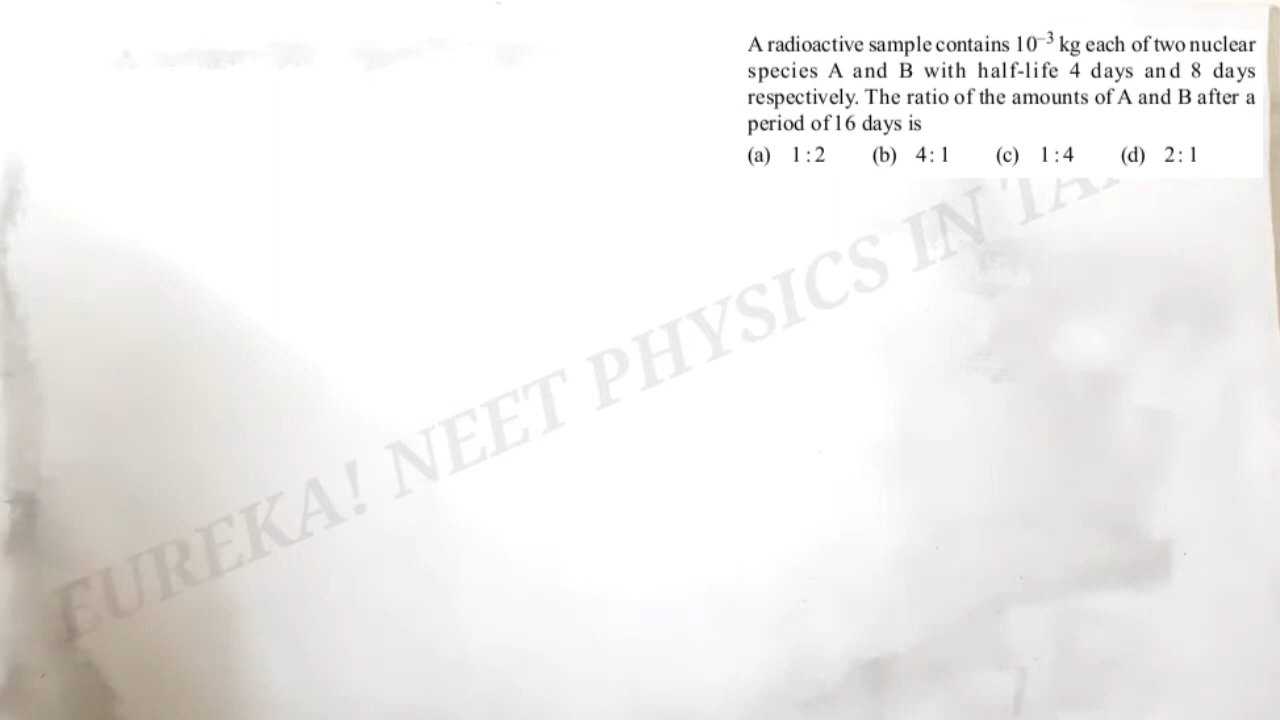 A radioactive sample contains 10⁻³ kg each of two nuclear
species A and B with half-life 4 days and 8 days
respectively. The ratio of the amounts of A and B after a
period of 16 days is
(a) 1 : 2 (b) 4 : 1 (c) 1 : 4 (d) 2 : 1
EUREKA! NEET PHYSICS IN